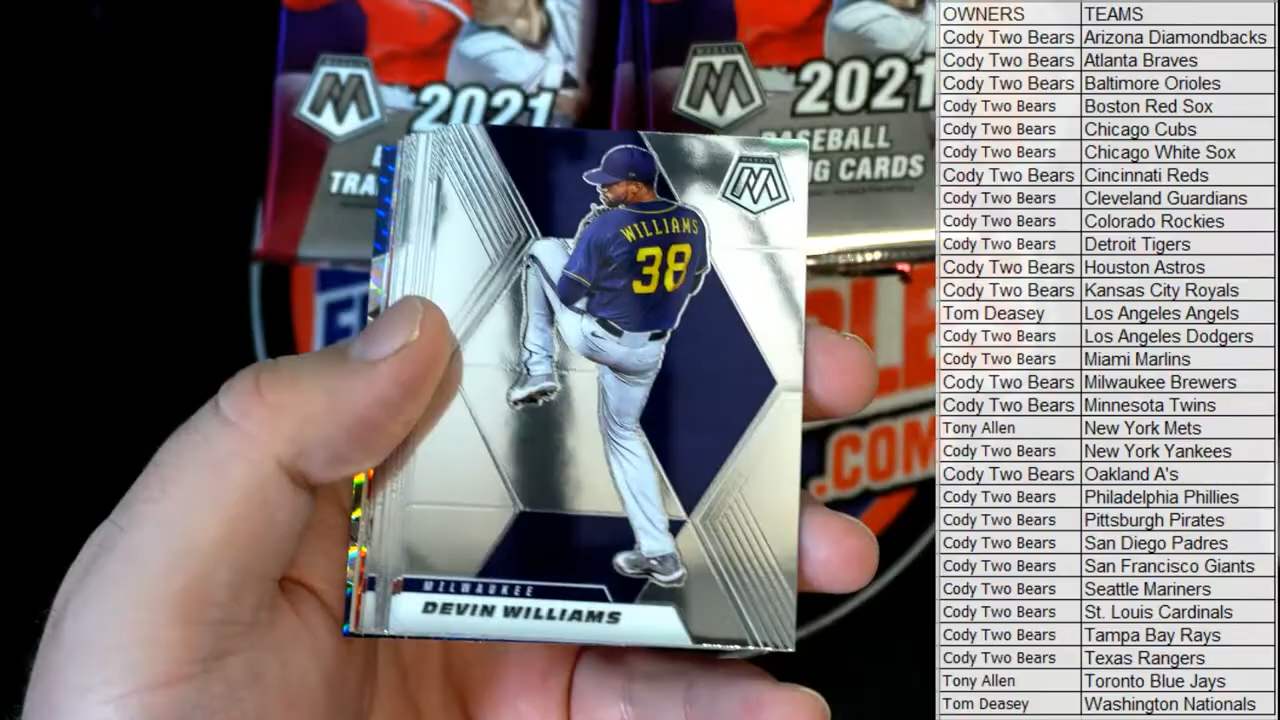 2021
TRA
2021
BASEBALL
G CARDS
MOSAIC
WILLIAMS
38
.COM
MILWAUKEE
DEVIN WILLIAMS
OWNERS TEAMS
Cody Two Bears Arizona Diamondbacks
Cody Two Bears Atlanta Braves
Cody Two Bears Baltimore Orioles
Cody Two Bears Boston Red Sox
Cody Two Bears Chicago Cubs
Cody Two Bears Chicago White Sox
Cody Two Bears Cincinnati Reds
Cody Two Bears Cleveland Guardians
Cody Two Bears Colorado Rockies
Cody Two Bears Detroit Tigers
Cody Two Bears Houston Astros
Cody Two Bears Kansas City Royals
Tom Deasey Los Angeles Angels
Cody Two Bears Los Angeles Dodgers
Cody Two Bears Miami Marlins
Cody Two Bears Milwaukee Brewers
Cody Two Bears Minnesota Twins
Tony Allen New York Mets
Cody Two Bears New York Yankees
Cody Two Bears Oakland A's
Cody Two Bears Philadelphia Phillies
Cody Two Bears Pittsburgh Pirates
Cody Two Bears San Diego Padres
Cody Two Bears San Francisco Giants
Cody Two Bears Seattle Mariners
Cody Two Bears St. Louis Cardinals
Cody Two Bears Tampa Bay Rays
Cody Two Bears Texas Rangers
Tony Allen Toronto Blue Jays
Tom Deasey Washington Nationals